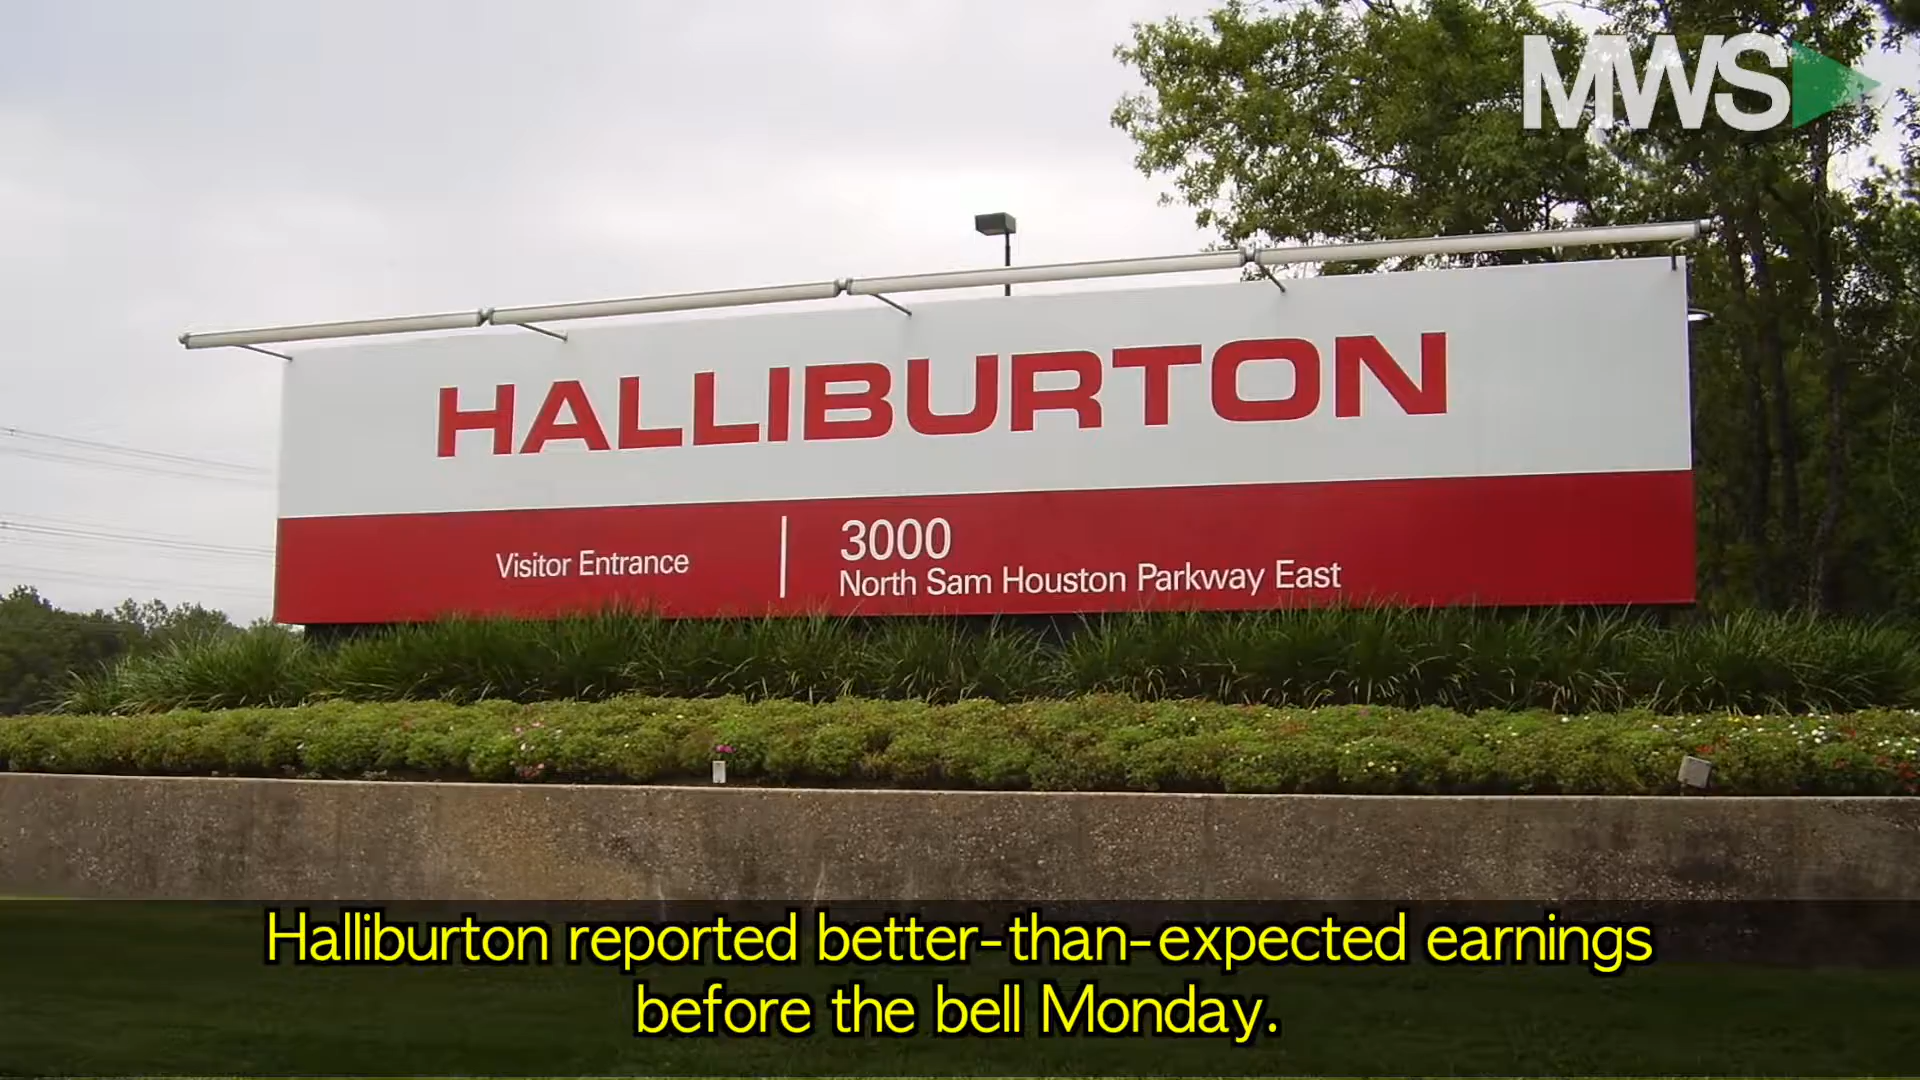 MWS
HALLIBURTON
Visitor Entrance
3000
North Sam Houston Parkway East
Halliburton reported better-than-expected earnings
before the bell Monday.